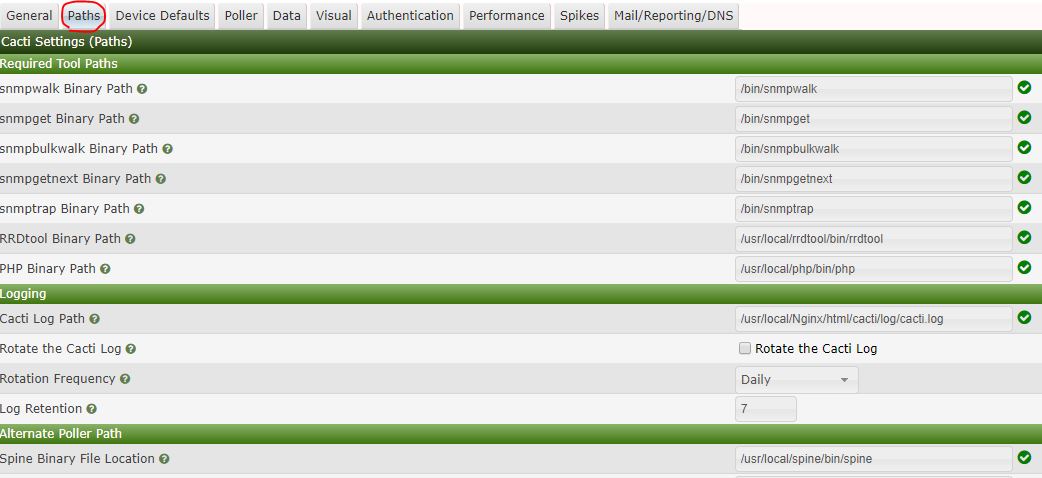 General Paths Device Defaults Poller Data Visual Authentication Performance Spikes Mail/Reporting/DNS
Cacti Settings (Paths)
Required Tool Paths
snmpwalk Binary Path /bin/snmpwalk
snmpget Binary Path /bin/snmpget
snmpbulkwalk Binary Path /bin/snmpbulkwalk
snmpgetnext Binary Path /bin/snmpgetnext
snmptrap Binary Path /bin/snmptrap
RRDtool Binary Path /usr/local/rrdtool/bin/rrdtool
PHP Binary Path /usr/local/php/bin/php
Logging
Cacti Log Path /usr/local/Nginx/html/cacti/log/cacti.log
Rotate the Cacti Log Rotate the Cacti Log
Rotation Frequency Daily
Log Retention 7
Alternate Poller Path
Spine Binary File Location /usr/local/spine/bin/spine